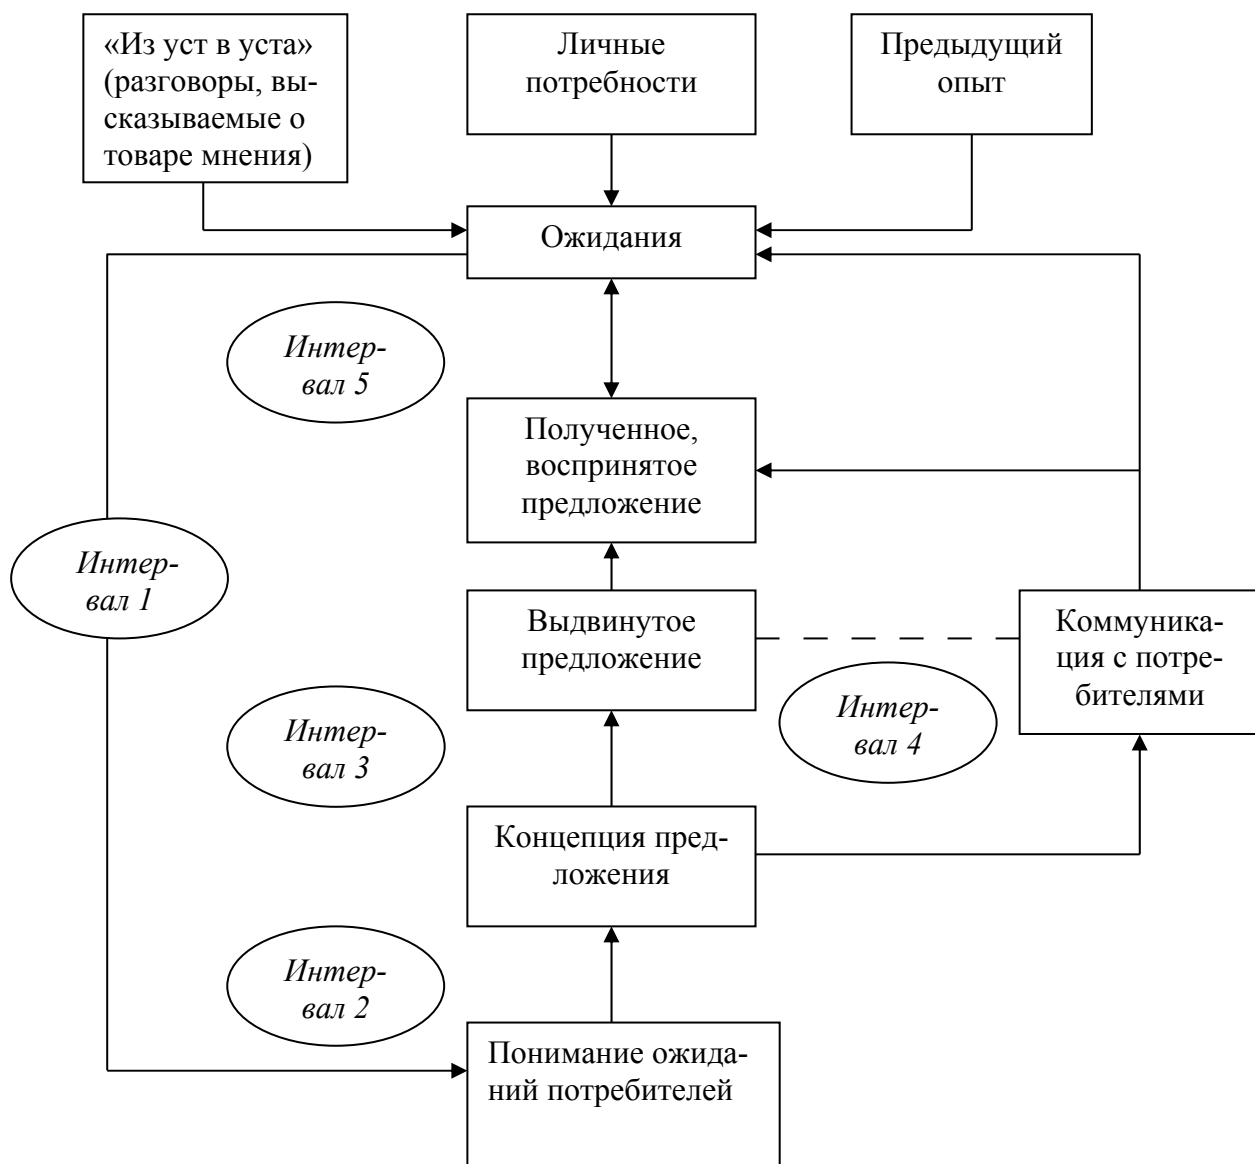 «Из уст в уста»
(разговоры, вы-
сказываемые о
товаре мнения)
Личные
потребности
Предыдущий
опыт
Ожидания
Интер-
вал 5
Полученное,
воспринятое
предложение
Интер-
вал 1
Выдвинутое
предложение
Коммуника-
ция с потре-
бителями
Интер-
вал 3
Интер-
вал 4
Концепция пред-
ложения
Интер-
вал 2
Понимание ожида-
ний потребителей